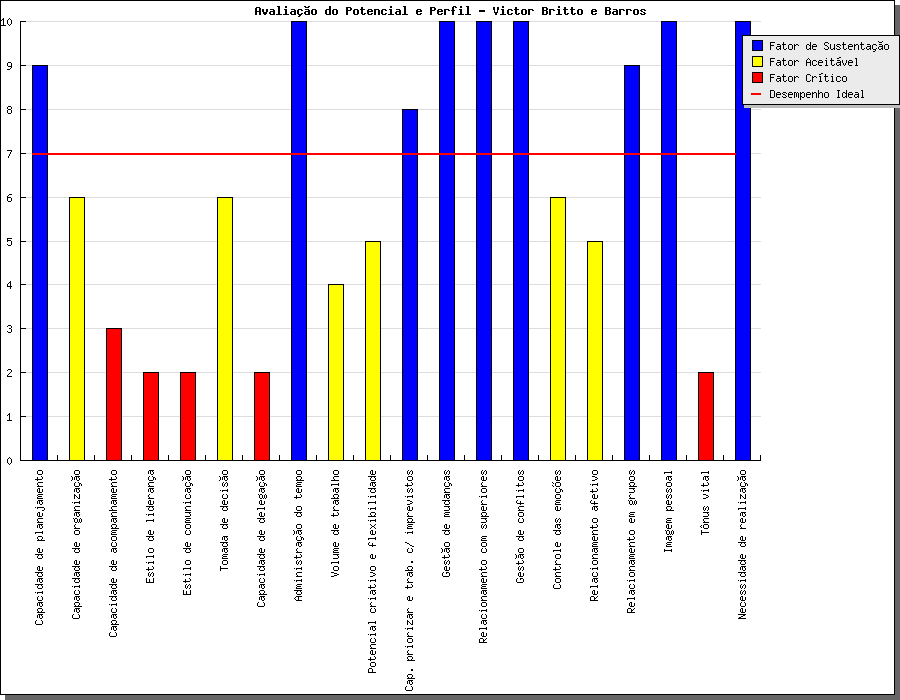 Avaliação do Potencial e Perfil - Victor Britto e Barros
Fator de Sustentação
Fator Aceitável
Fator Crítico
Desempenho Ideal
10
9
8
7
6
5
4
3
2
1
0
Capacidade de planejamento
Capacidade de organização
Capacidade de acompanhamento
Estilo de liderança
Estilo de comunicação
Tomada de decisão
Capacidade de delegação
Administração do tempo
Volume de trabalho
Potencial criativo e flexibilidade
Cap. priorizar e trab. c/ imprevistos
Gestão de mudanças
Relacionamento com superiores
Gestão de conflitos
Controle das emoções
Relacionamento afetivo
Relacionamento em grupos
Imagem pessoal
Tônus vital
Necessidade de realização